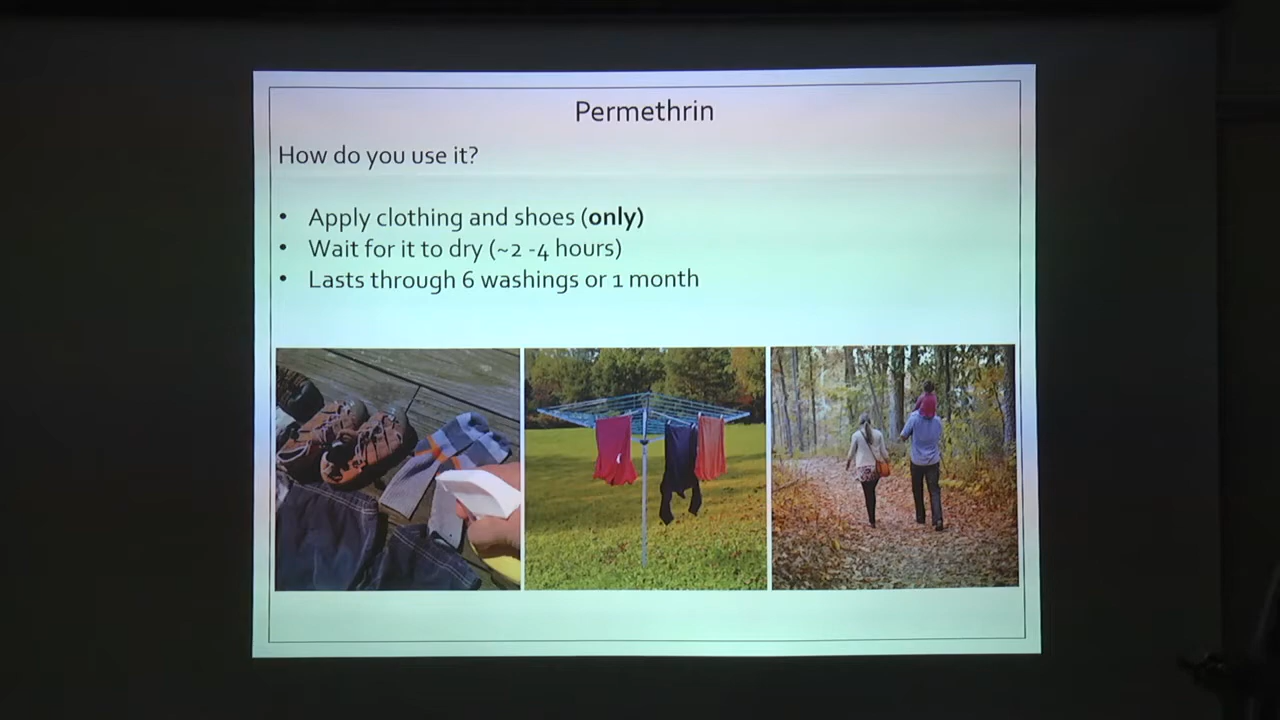 Permethrin
How do you use it?
• Apply clothing and shoes (only)
• Wait for it to dry (~2 -4 hours)
• Lasts through 6 washings or 1 month